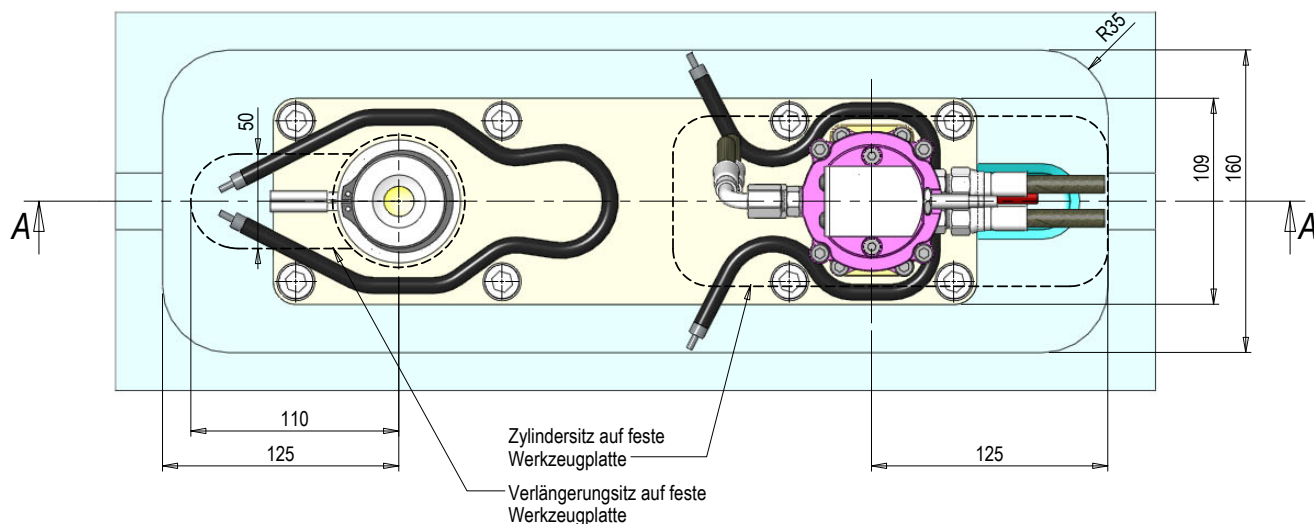 R35
50
109
160
A
A
110
125
125
Zylindersitz auf feste
Werkzeugplatte
Verlängerungsitz auf feste
Werkzeugplatte